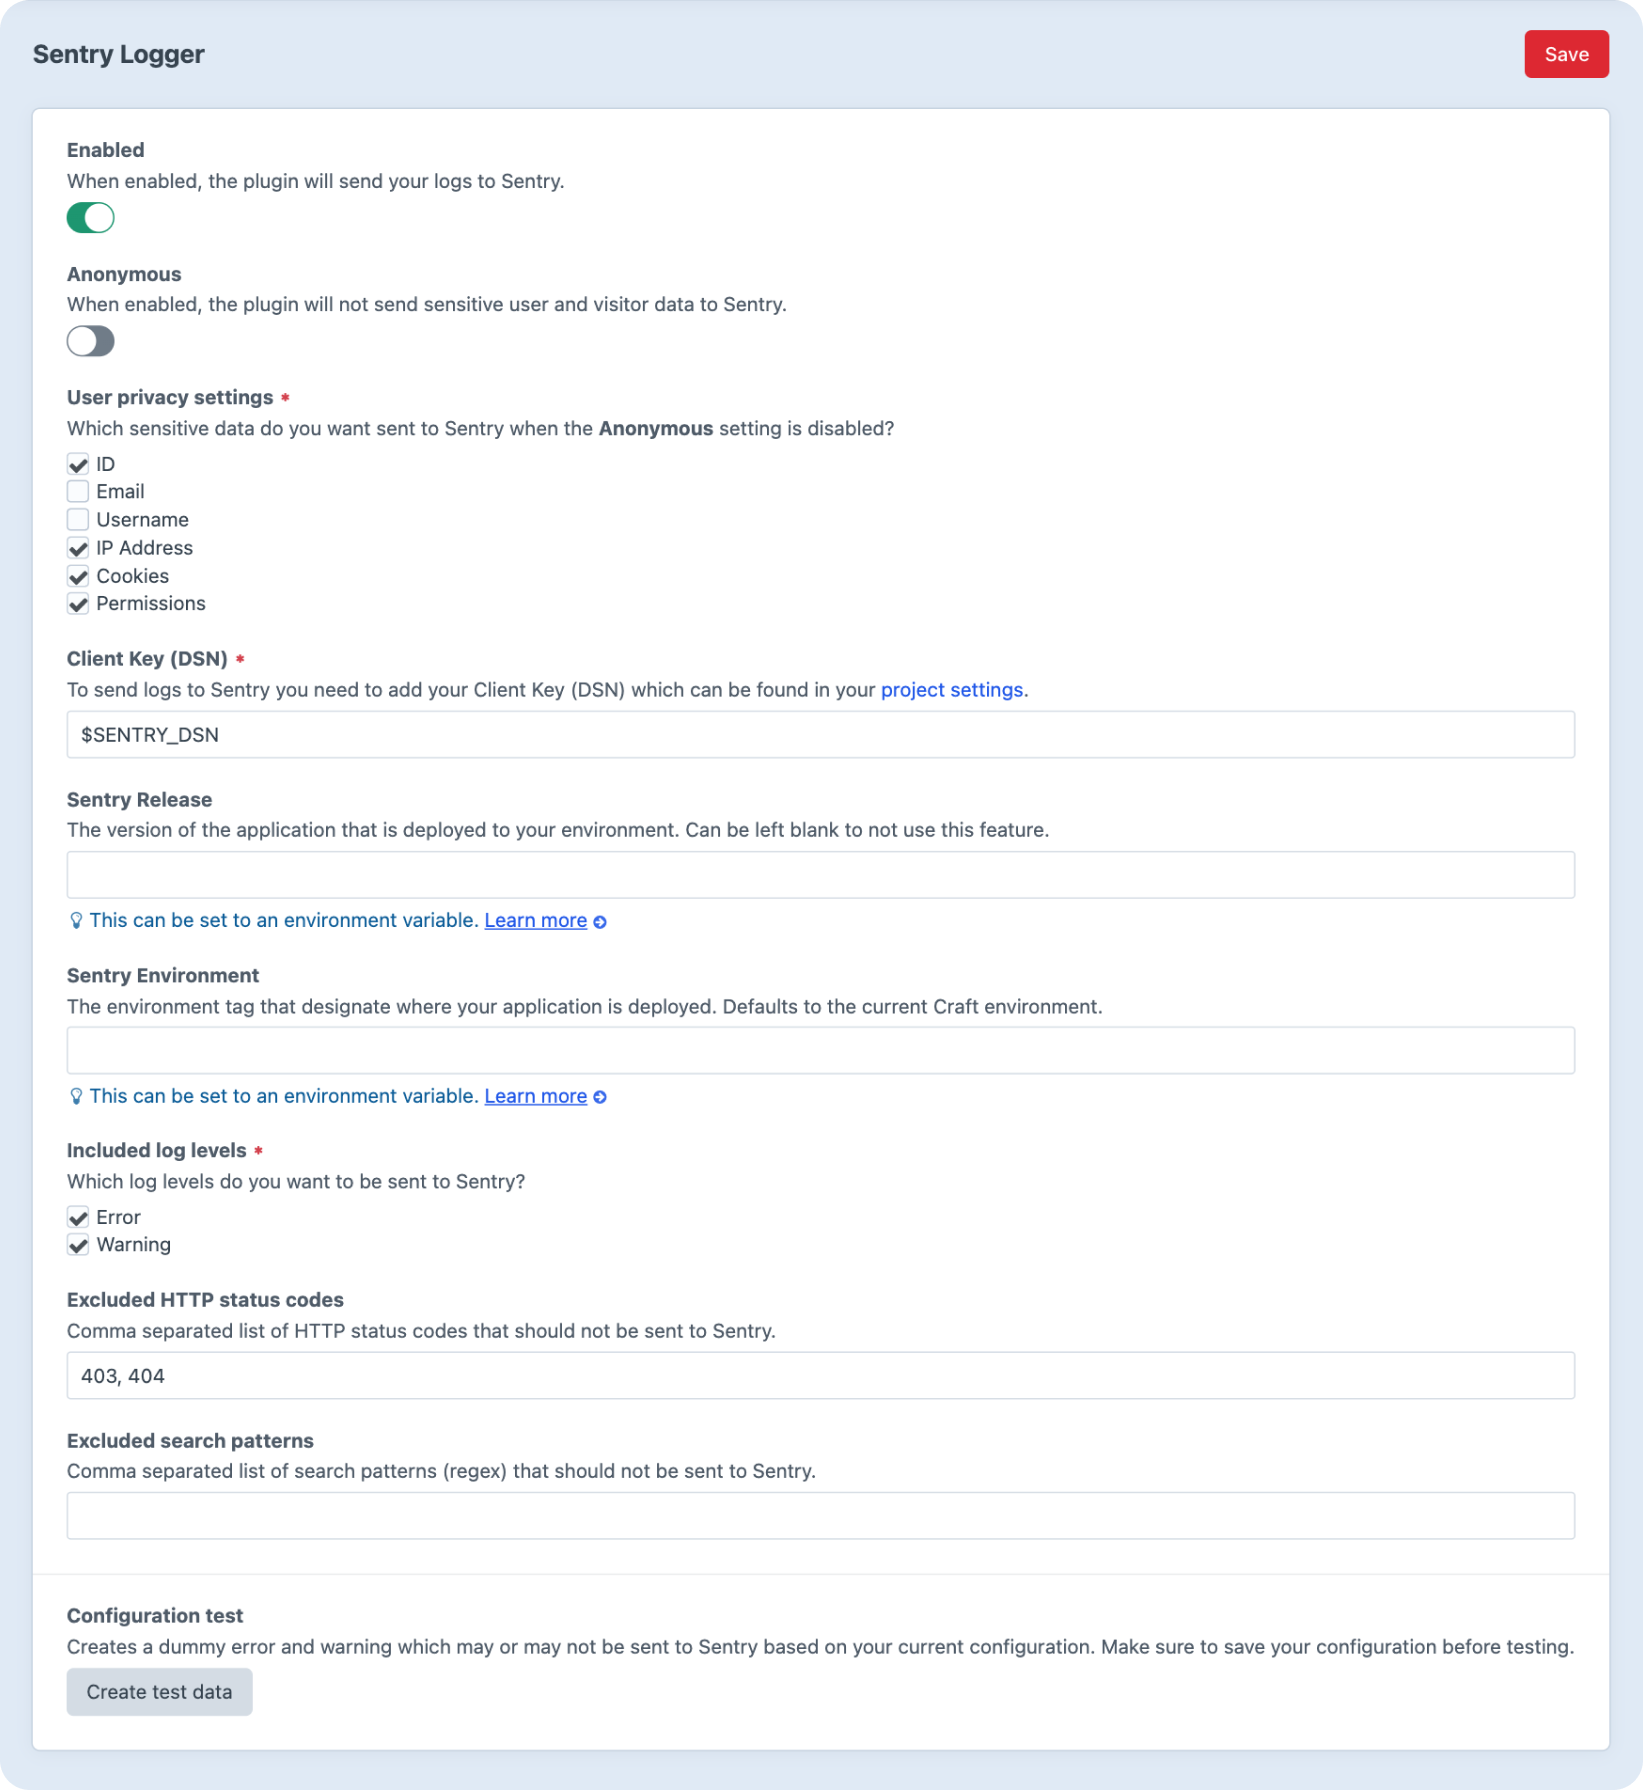 Sentry Logger
Save
Enabled
When enabled, the plugin will send your logs to Sentry.
Anonymous
When enabled, the plugin will not send sensitive user and visitor data to Sentry.
User privacy settings *
Which sensitive data do you want sent to Sentry when the Anonymous setting is disabled?
ID
Email
Username
IP Address
Cookies
Permissions
Client Key (DSN) *
To send logs to Sentry you need to add your Client Key (DSN) which can be found in your project settings.
$SENTRY_DSN
Sentry Release
The version of the application that is deployed to your environment. Can be left blank to not use this feature.
This can be set to an environment variable. Learn more
Sentry Environment
The environment tag that designate where your application is deployed. Defaults to the current Craft environment.
This can be set to an environment variable. Learn more
Included log levels *
Which log levels do you want to be sent to Sentry?
Error
Warning
Excluded HTTP status codes
Comma separated list of HTTP status codes that should not be sent to Sentry.
403, 404
Excluded search patterns
Comma separated list of search patterns (regex) that should not be sent to Sentry.
Configuration test
Creates a dummy error and warning which may or may not be sent to Sentry based on your current configuration. Make sure to save your configuration before testing.
Create test data